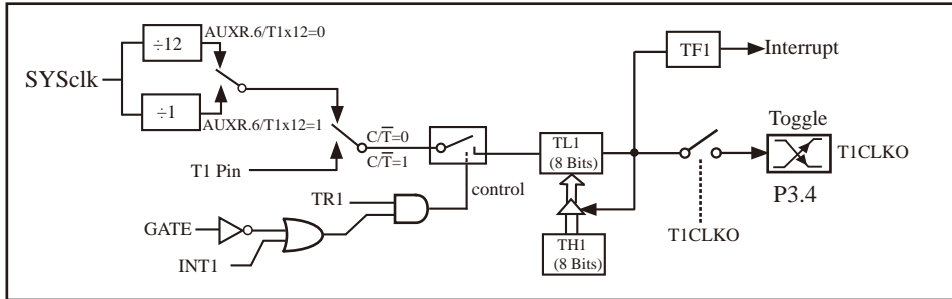 AUXR.6/T1x12=0
÷12
SYSclk
÷1
AUXR.6/T1x12=1
T1 Pin
C/T̅=0
C/T̅=1
control
TR1
GATE
INT1
TL1
(8 Bits)
TH1
(8 Bits)
TF1
Interrupt
Toggle
T1CLKO
P3.4
T1CLKO